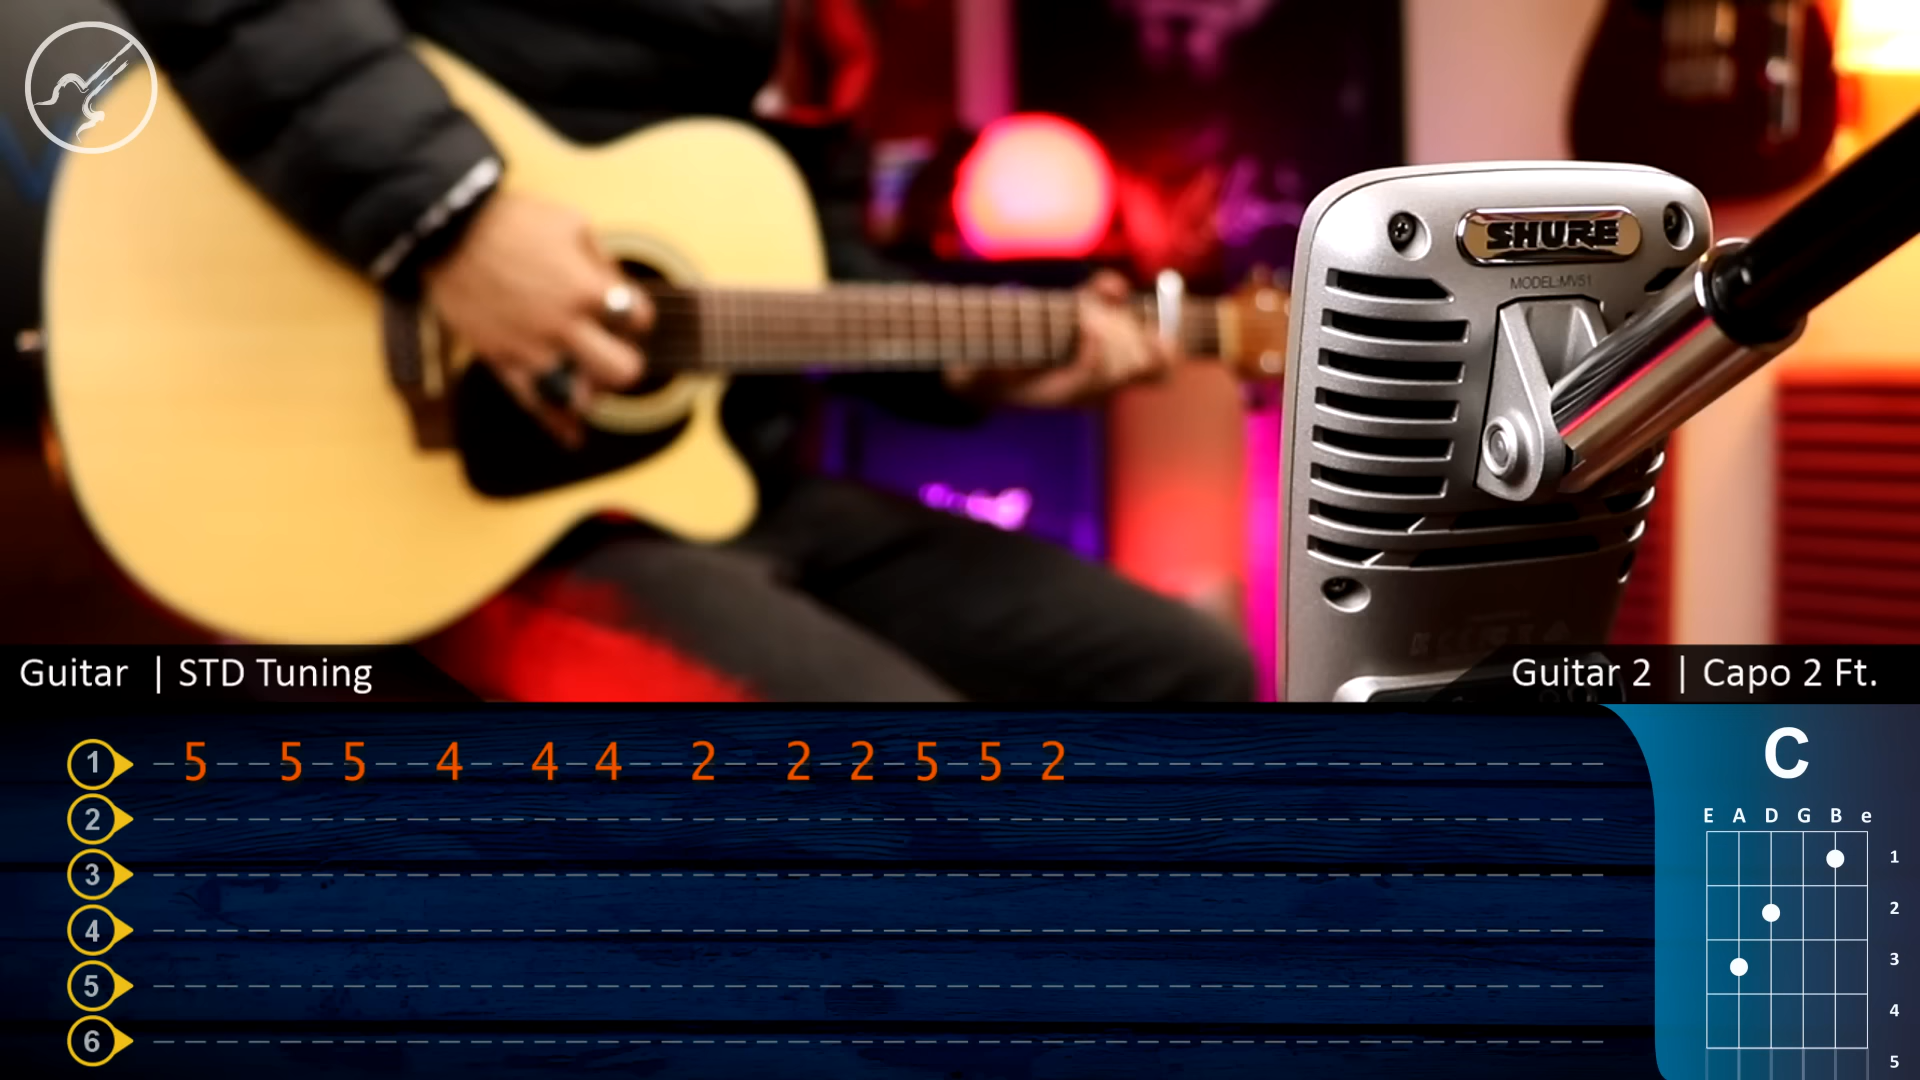 SHURE
MODEL:MV51
Guitar | STD Tuning
Guitar 2 | Capo 2 Ft.
1 5 5 5 4 4 4 2 2 2 5 5 2
2
3
4
5
6
C
E A D G B e
1
2
3
4
5